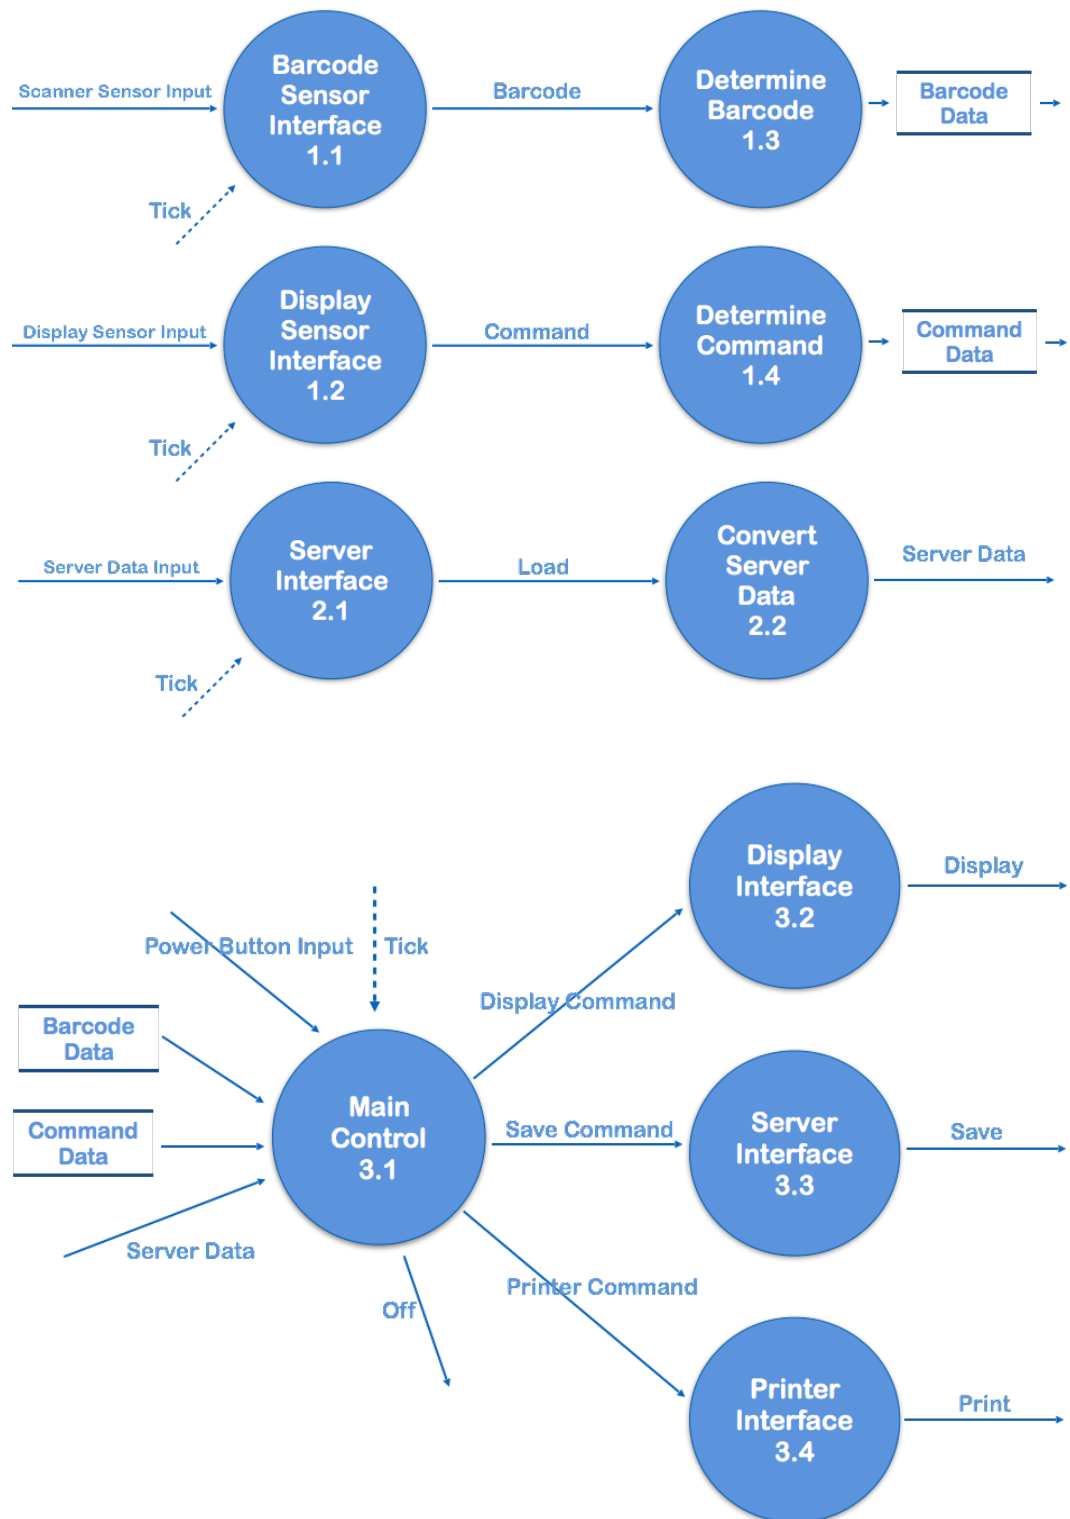 Scanner Sensor Input
Barcode
Sensor
Interface
1.1
Barcode
Determine
Barcode
1.3
Barcode
Data
Tick
Display Sensor Input
Display
Sensor
Interface
1.2
Command
Determine
Command
1.4
Command
Data
Tick
Server Data Input
Server
Interface
2.1
Load
Convert
Server
Data
2.2
Server Data
Tick
Power Button Input
Tick
Barcode
Data
Command
Data
Server Data
Main
Control
3.1
Off
Display Command
Display
Interface
3.2
Display
Save Command
Server
Interface
3.3
Save
Printer Command
Printer
Interface
3.4
Print